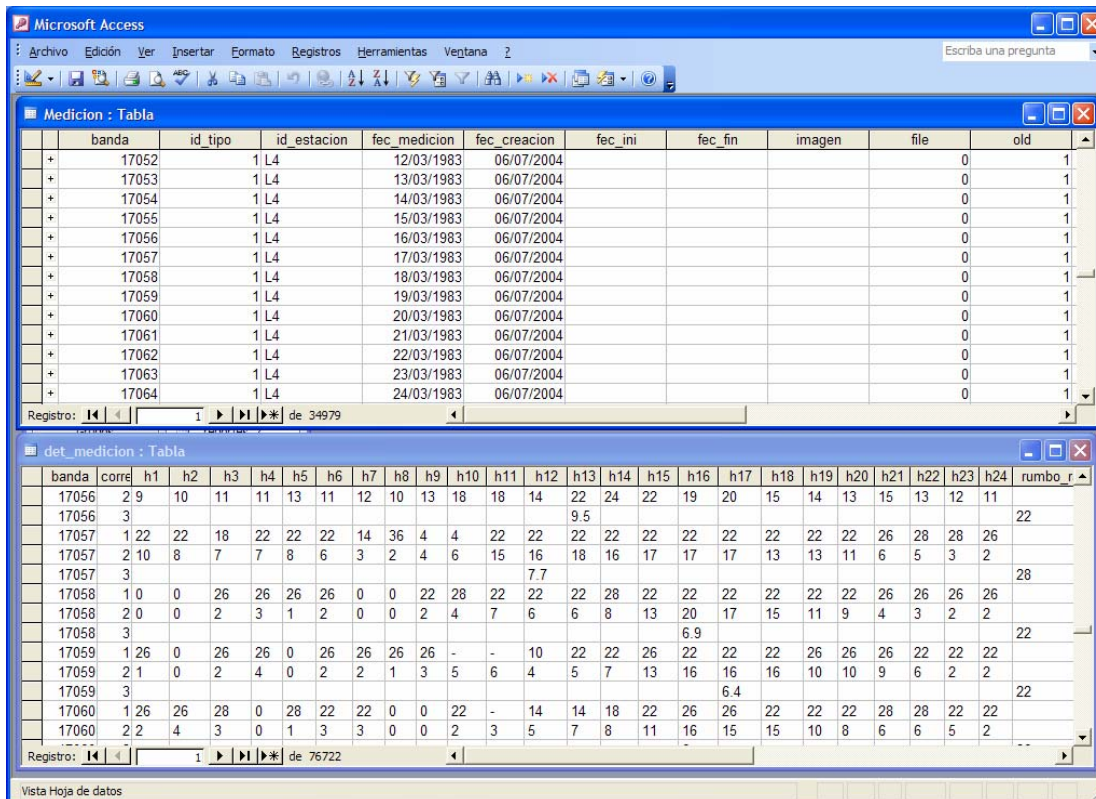 Microsoft Access
Archivo Edición Ver Insertar Formato Registros Herramientas Ventana ? Escriba una pregunta
Medicion : Tabla
banda id_tipo id_estacion fec_medicion fec_creacion fec_ini fec_fin imagen file old
+ 17052 1 L4 12/03/1983 06/07/2004 0 1
+ 17053 1 L4 13/03/1983 06/07/2004 0 1
+ 17054 1 L4 14/03/1983 06/07/2004 0 1
+ 17055 1 L4 15/03/1983 06/07/2004 0 1
+ 17056 1 L4 16/03/1983 06/07/2004 0 1
+ 17057 1 L4 17/03/1983 06/07/2004 0 1
+ 17058 1 L4 18/03/1983 06/07/2004 0 1
+ 17059 1 L4 19/03/1983 06/07/2004 0 1
+ 17060 1 L4 20/03/1983 06/07/2004 0 1
+ 17061 1 L4 21/03/1983 06/07/2004 0 1
+ 17062 1 L4 22/03/1983 06/07/2004 0 1
+ 17063 1 L4 23/03/1983 06/07/2004 0 1
+ 17064 1 L4 24/03/1983 06/07/2004 0 1
Registro: 1 de 34979
det_medicion : Tabla
banda corre h1 h2 h3 h4 h5 h6 h7 h8 h9 h10 h11 h12 h13 h14 h15 h16 h17 h18 h19 h20 h21 h22 h23 h24
17056 2 9 10 11 11 13 11 12 10 13 18 18 14 22 24 22 19 20 15 14 13 15 13 12 11
17056 3 9.5 22
17057 1 22 22 18 22 22 22 14 36 4 4 22 22 22 22 22 22 22 22 22 22 26 28 28 26
17057 2 10 8 7 7 8 6 3 2 4 6 15 16 18 16 17 17 17 13 13 11 6 5 3 2
17057 3 7.7 28
17058 1 0 0 26 26 26 26 0 0 22 28 22 22 22 28 22 22 22 22 22 22 26 26 26 26
17058 2 0 0 2 3 1 2 0 0 2 4 7 6 6 8 13 20 17 15 11 9 4 3 2 2
17058 3 6.9 22
17059 1 26 0 26 26 0 26 26 26 26 - - 10 22 22 26 22 22 22 26 26 26 22 22 22
17059 2 1 0 2 4 0 2 2 1 3 5 6 4 5 7 13 16 16 16 10 10 9 6 2 2
17059 3 6.4 22
17060 1 26 26 28 0 28 22 22 0 0 22 - 14 14 18 22 26 26 22 22 22 28 28 22 22
17060 2 2 4 3 0 1 3 3 0 0 2 3 5 7 8 11 16 15 15 10 8 6 6 5 2
Registro: 1 de 76722
Vista Hoja de datos